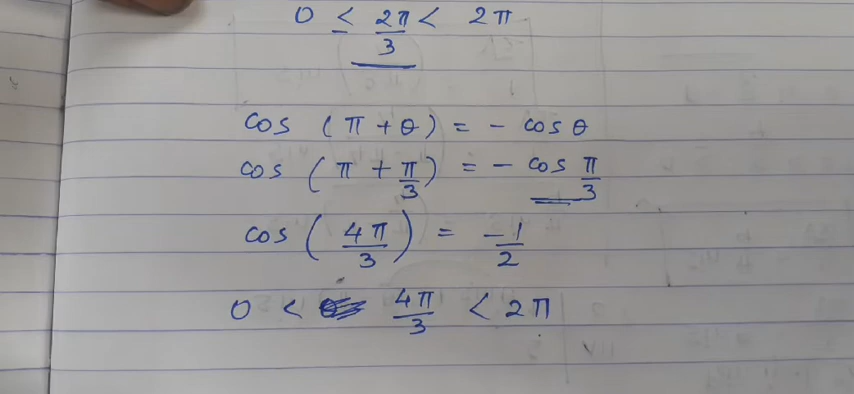 0 ≤ 2π/3 < 2π
cos (π + θ) = - cos θ
cos (π + π/3) = - cos π/3
cos (4π/3) = -1/2
0 < 4π/3 < 2π